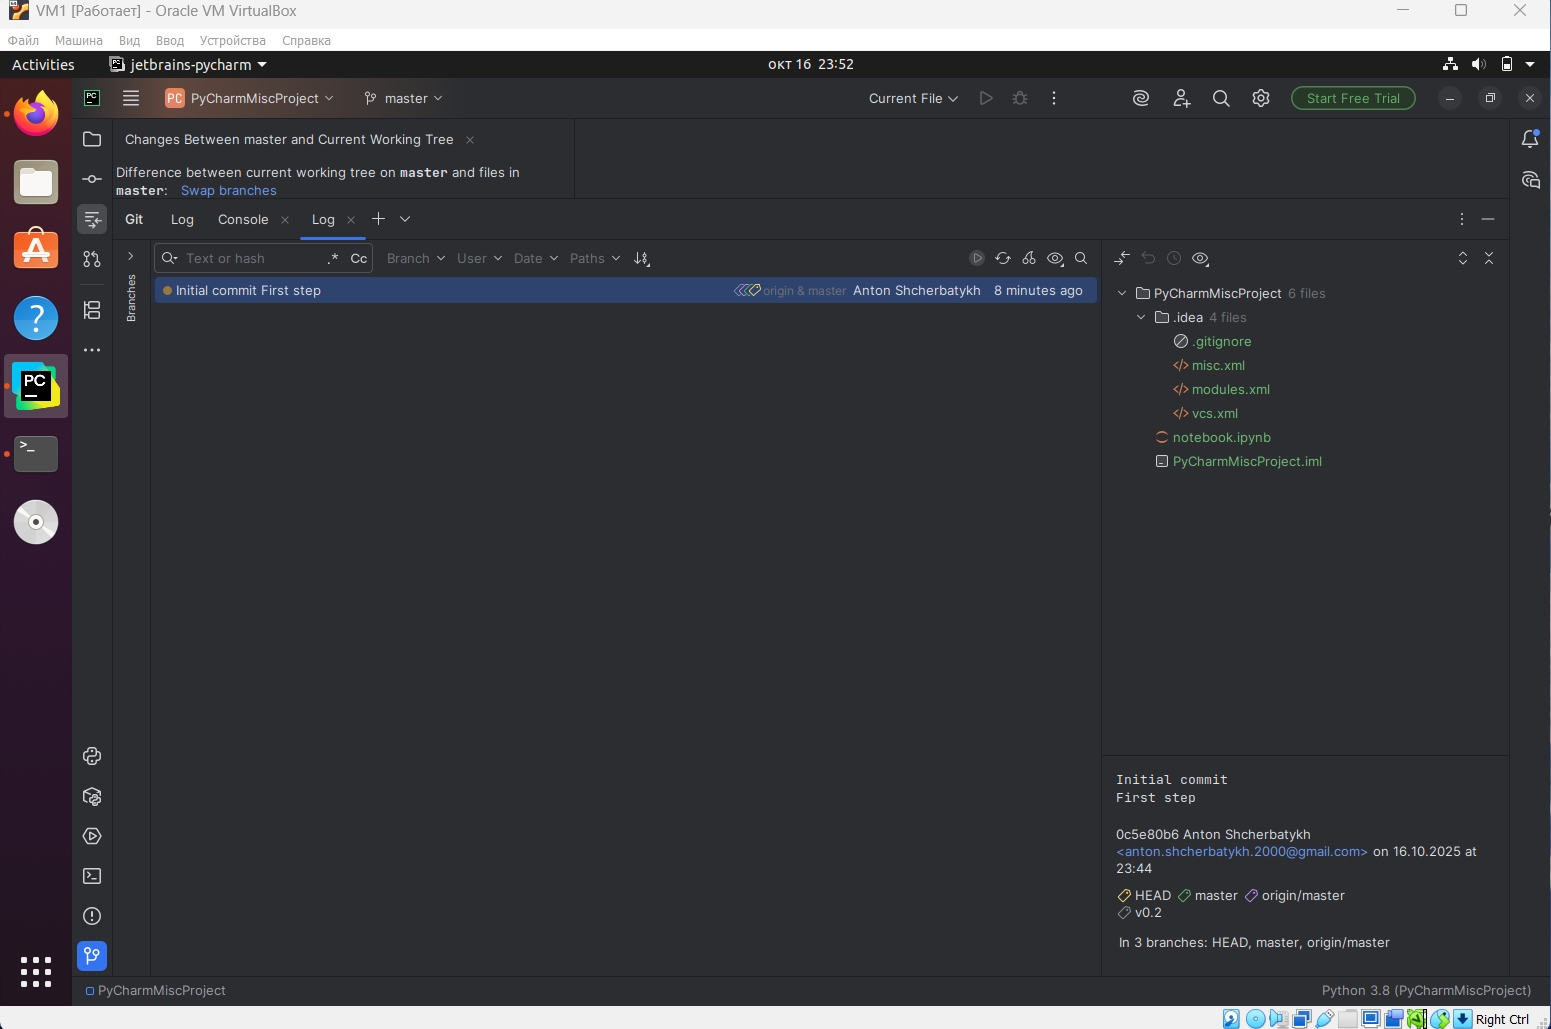 VM1 [Работает] - Oracle VM VirtualBox
Файл Машина Вид Ввод Устройства Справка
Activities jetbrains-pycharm окт 16 23:52
PC PC PyCharmMiscProject master Current File Start Free Trial
Changes Between master and Current Working Tree
Difference between current working tree on master and files in
master: Swap branches
Git Log Console Log
Text or hash .* Cc Branch User Date Paths
Branches
Initial commit First step origin & master Anton Shcherbatykh 8 minutes ago
PyCharmMiscProject 6 files
.idea 4 files
.gitignore
misc.xml
modules.xml
vcs.xml
notebook.ipynb
PyCharmMiscProject.iml
PC
Initial commit
First step
0c5e80b6 Anton Shcherbatykh
<anton.shcherbatykh.2000@gmail.com> on 16.10.2025 at
23:44
HEAD master origin/master
v0.2
In 3 branches: HEAD, master, origin/master
PyCharmMiscProject Python 3.8 (PyCharmMiscProject)
Right Ctrl